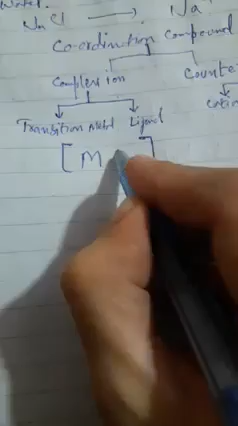 Water.
NaCl → Na
Co-ordination Compound
Complex ion Counte
Transition Metal Ligand
[M ]